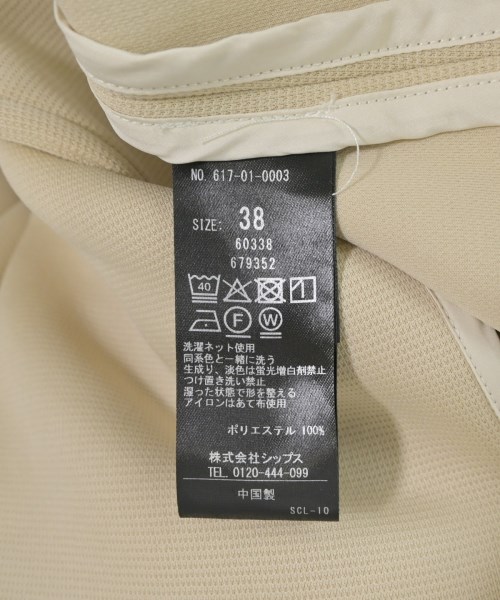 NO. 617-01-0003
SIZE: 38
60338
679352
40
F W
洗濯ネット使用
同系色と一緒に洗う
生成り、淡色は蛍光増白剤禁止
つけ置き洗い禁止
湿った状態で形を整える
アイロンはあて布使用
ポリエステル 100%
株式会社シップス
TEL. 0120-444-099
中国製
SCL-10